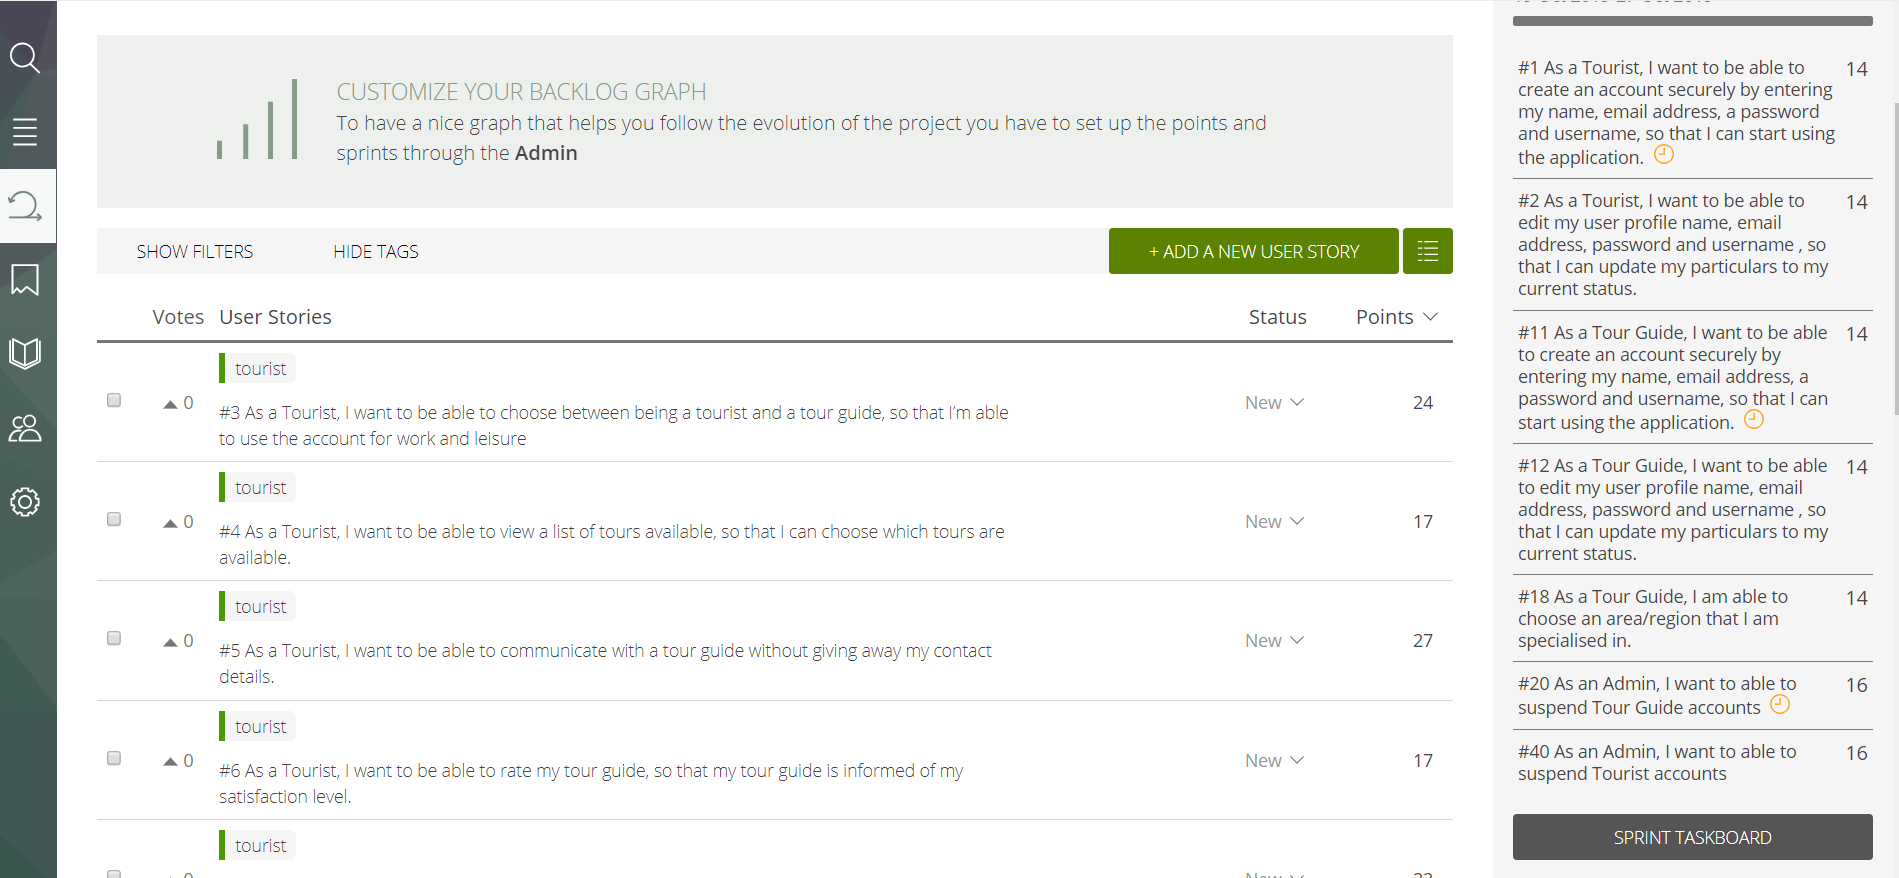 CUSTOMIZE YOUR BACKLOG GRAPH
To have a nice graph that helps you follow the evolution of the project you have to set up the points and
sprints through the Admin
SHOW FILTERS
HIDE TAGS
+ ADD A NEW USER STORY
Votes User Stories Status Points
tourist
0 New 24
#3 As a Tourist, I want to be able to choose between being a tourist and a tour guide, so that I'm able
to use the account for work and leisure
tourist
0 New 17
#4 As a Tourist, I want to be able to view a list of tours available, so that I can choose which tours are
available.
tourist
0 New 27
#5 As a Tourist, I want to be able to communicate with a tour guide without giving away my contact
details.
tourist
0 New 17
#6 As a Tourist, I want to be able to rate my tour guide, so that my tour guide is informed of my
satisfaction level.
tourist
#1 As a Tourist, I want to be able to 14
create an account securely by entering
my name, email address, a password
and username, so that I can start using
the application.
#2 As a Tourist, I want to be able to 14
edit my user profile name, email
address, password and username , so
that I can update my particulars to my
current status.
#11 As a Tour Guide, I want to be able 14
to create an account securely by
entering my name, email address, a
password and username, so that I can
start using the application.
#12 As a Tour Guide, I want to be able 14
to edit my user profile name, email
address, password and username , so
that I can update my particulars to my
current status.
#18 As a Tour Guide, I am able to 14
choose an area/region that I am
specialised in.
#20 As an Admin, I want to able to 16
suspend Tour Guide accounts
#40 As an Admin, I want to able to 16
suspend Tourist accounts
SPRINT TASKBOARD